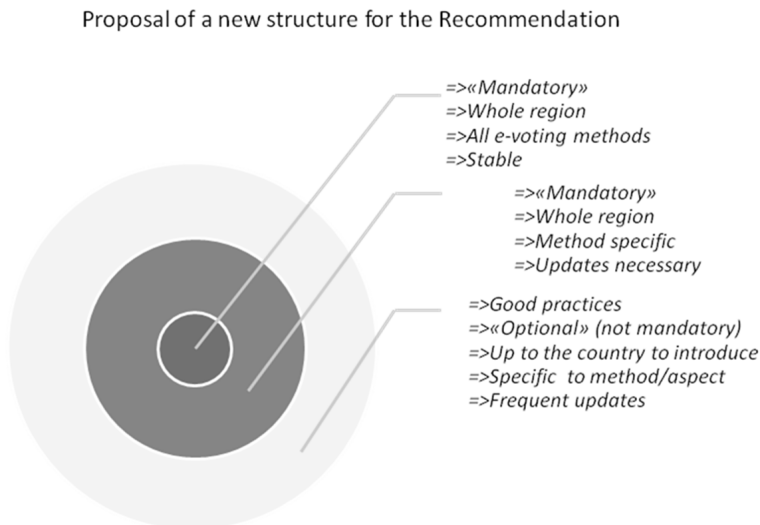 Proposal of a new structure for the Recommendation
=>«Mandatory»
=>Whole region
=>All e-voting methods
=>Stable
=>«Mandatory»
=>Whole region
=>Method specific
=>Updates necessary
=>Good practices
=>«Optional» (not mandatory)
=>Up to the country to introduce
=>Specific  to method/aspect
=>Frequent updates